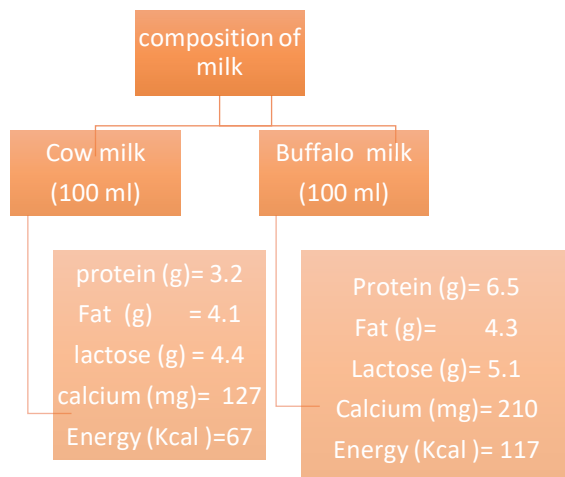 composition of
milk
Cow milk
(100 ml)
Buffalo milk
(100 ml)
protein (g)= 3.2
Fat (g) = 4.1
lactose (g) = 4.4
calcium (mg)= 127
Energy (Kcal )=67
Protein (g)= 6.5
Fat (g)= 4.3
Lactose (g)= 5.1
Calcium (mg)= 210
Energy (Kcal)= 117